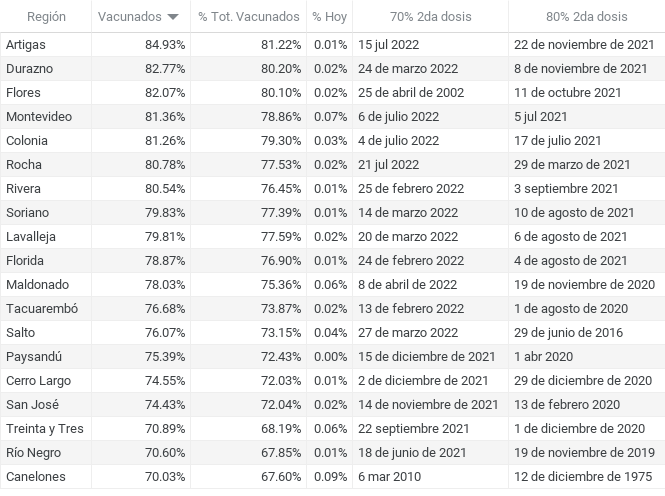 Región Vacunados % Tot. Vacunados % Hoy 70% 2da dosis 80% 2da dosis
Artigas 84.93% 81.22% 0.01% 15 jul 2022 22 de noviembre de 2021
Durazno 82.77% 80.20% 0.02% 24 de marzo 2022 8 de noviembre de 2021
Flores 82.07% 80.10% 0.02% 25 de abril de 2002 11 de octubre 2021
Montevideo 81.36% 78.86% 0.07% 6 de julio 2022 5 jul 2021
Colonia 81.26% 79.30% 0.03% 4 de julio 2022 17 de julio 2021
Rocha 80.78% 77.53% 0.02% 21 jul 2022 29 de marzo de 2021
Rivera 80.54% 76.45% 0.01% 25 de febrero 2022 3 septiembre 2021
Soriano 79.83% 77.39% 0.01% 14 de marzo 2022 10 de agosto de 2021
Lavalleja 79.81% 77.59% 0.02% 20 de marzo 2022 6 de agosto de 2021
Florida 78.87% 76.90% 0.01% 24 de febrero 2022 4 de agosto de 2021
Maldonado 78.03% 75.36% 0.06% 8 de abril de 2022 19 de noviembre de 2020
Tacuarembó 76.68% 73.87% 0.02% 13 de febrero 2022 1 de agosto de 2020
Salto 76.07% 73.15% 0.04% 27 de marzo 2022 29 de junio de 2016
Paysandú 75.39% 72.43% 0.00% 15 de diciembre de 2021 1 abr 2020
Cerro Largo 74.55% 72.03% 0.01% 2 de diciembre de 2021 29 de diciembre de 2020
San José 74.43% 72.04% 0.02% 14 de noviembre de 2021 13 de febrero 2020
Treinta y Tres 70.89% 68.19% 0.06% 22 septiembre 2021 1 de diciembre de 2020
Río Negro 70.60% 67.85% 0.01% 18 de junio de 2021 19 de noviembre de 2019
Canelones 70.03% 67.60% 0.09% 6 mar 2010 12 de diciembre de 1975